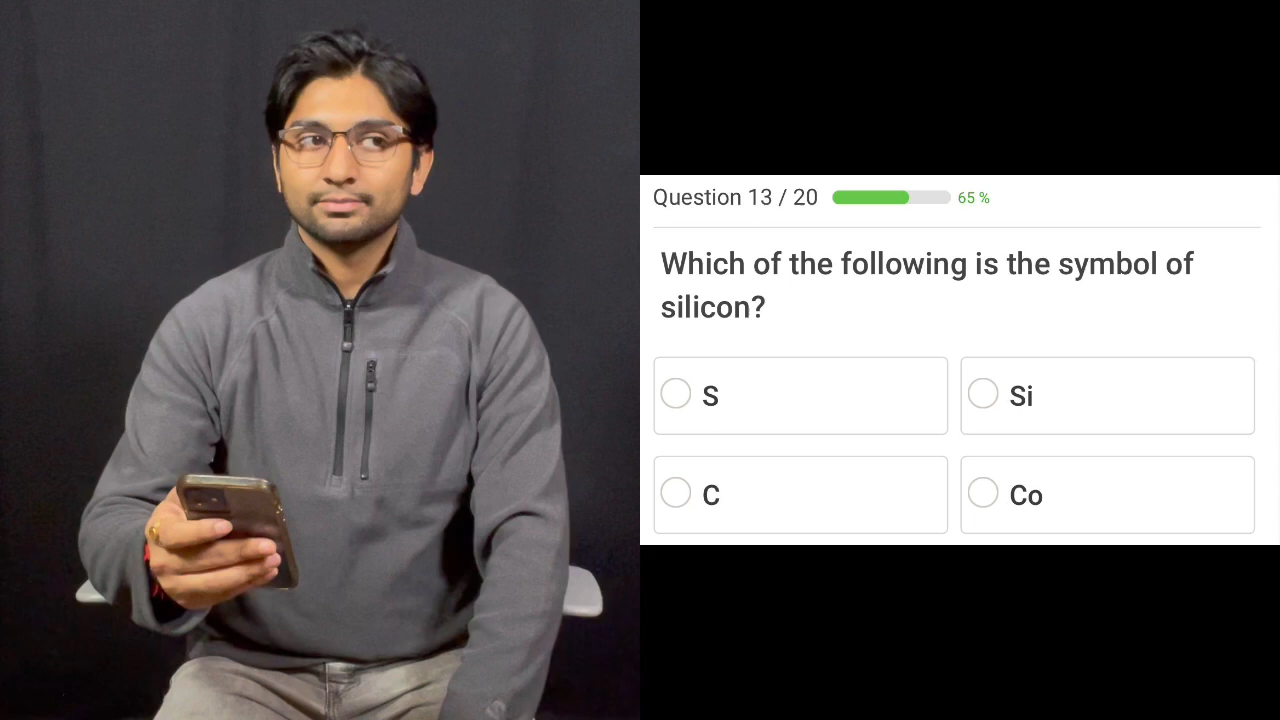 Question 13 / 20 65 %
Which of the following is the symbol of
silicon?
S
Si
C
Co